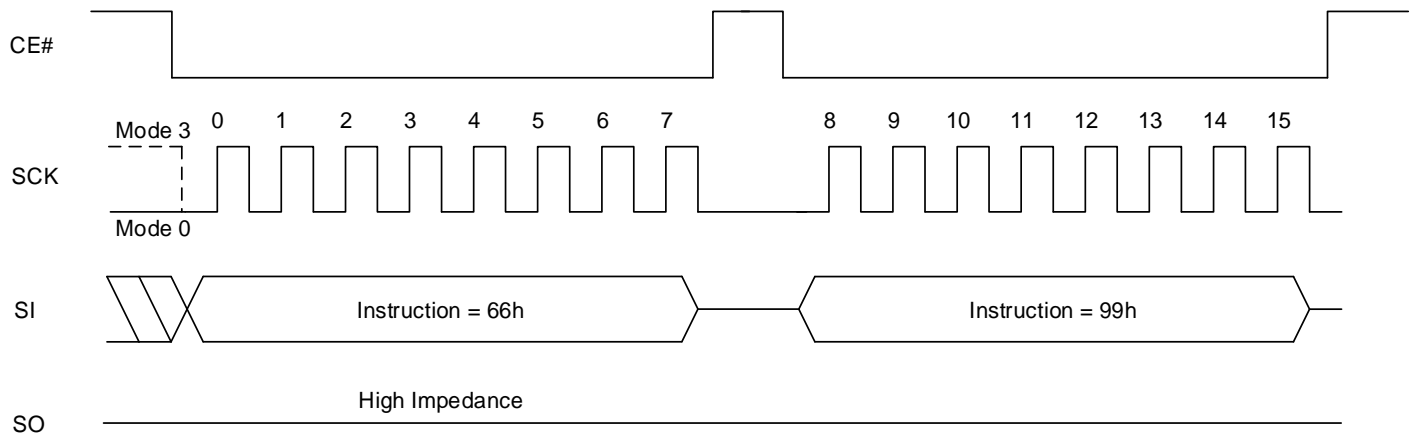 CE#
Mode 3 0 1 2 3 4 5 6 7 8 9 10 11 12 13 14 15
SCK
Mode 0
SI Instruction = 66h Instruction = 99h
High Impedance
SO